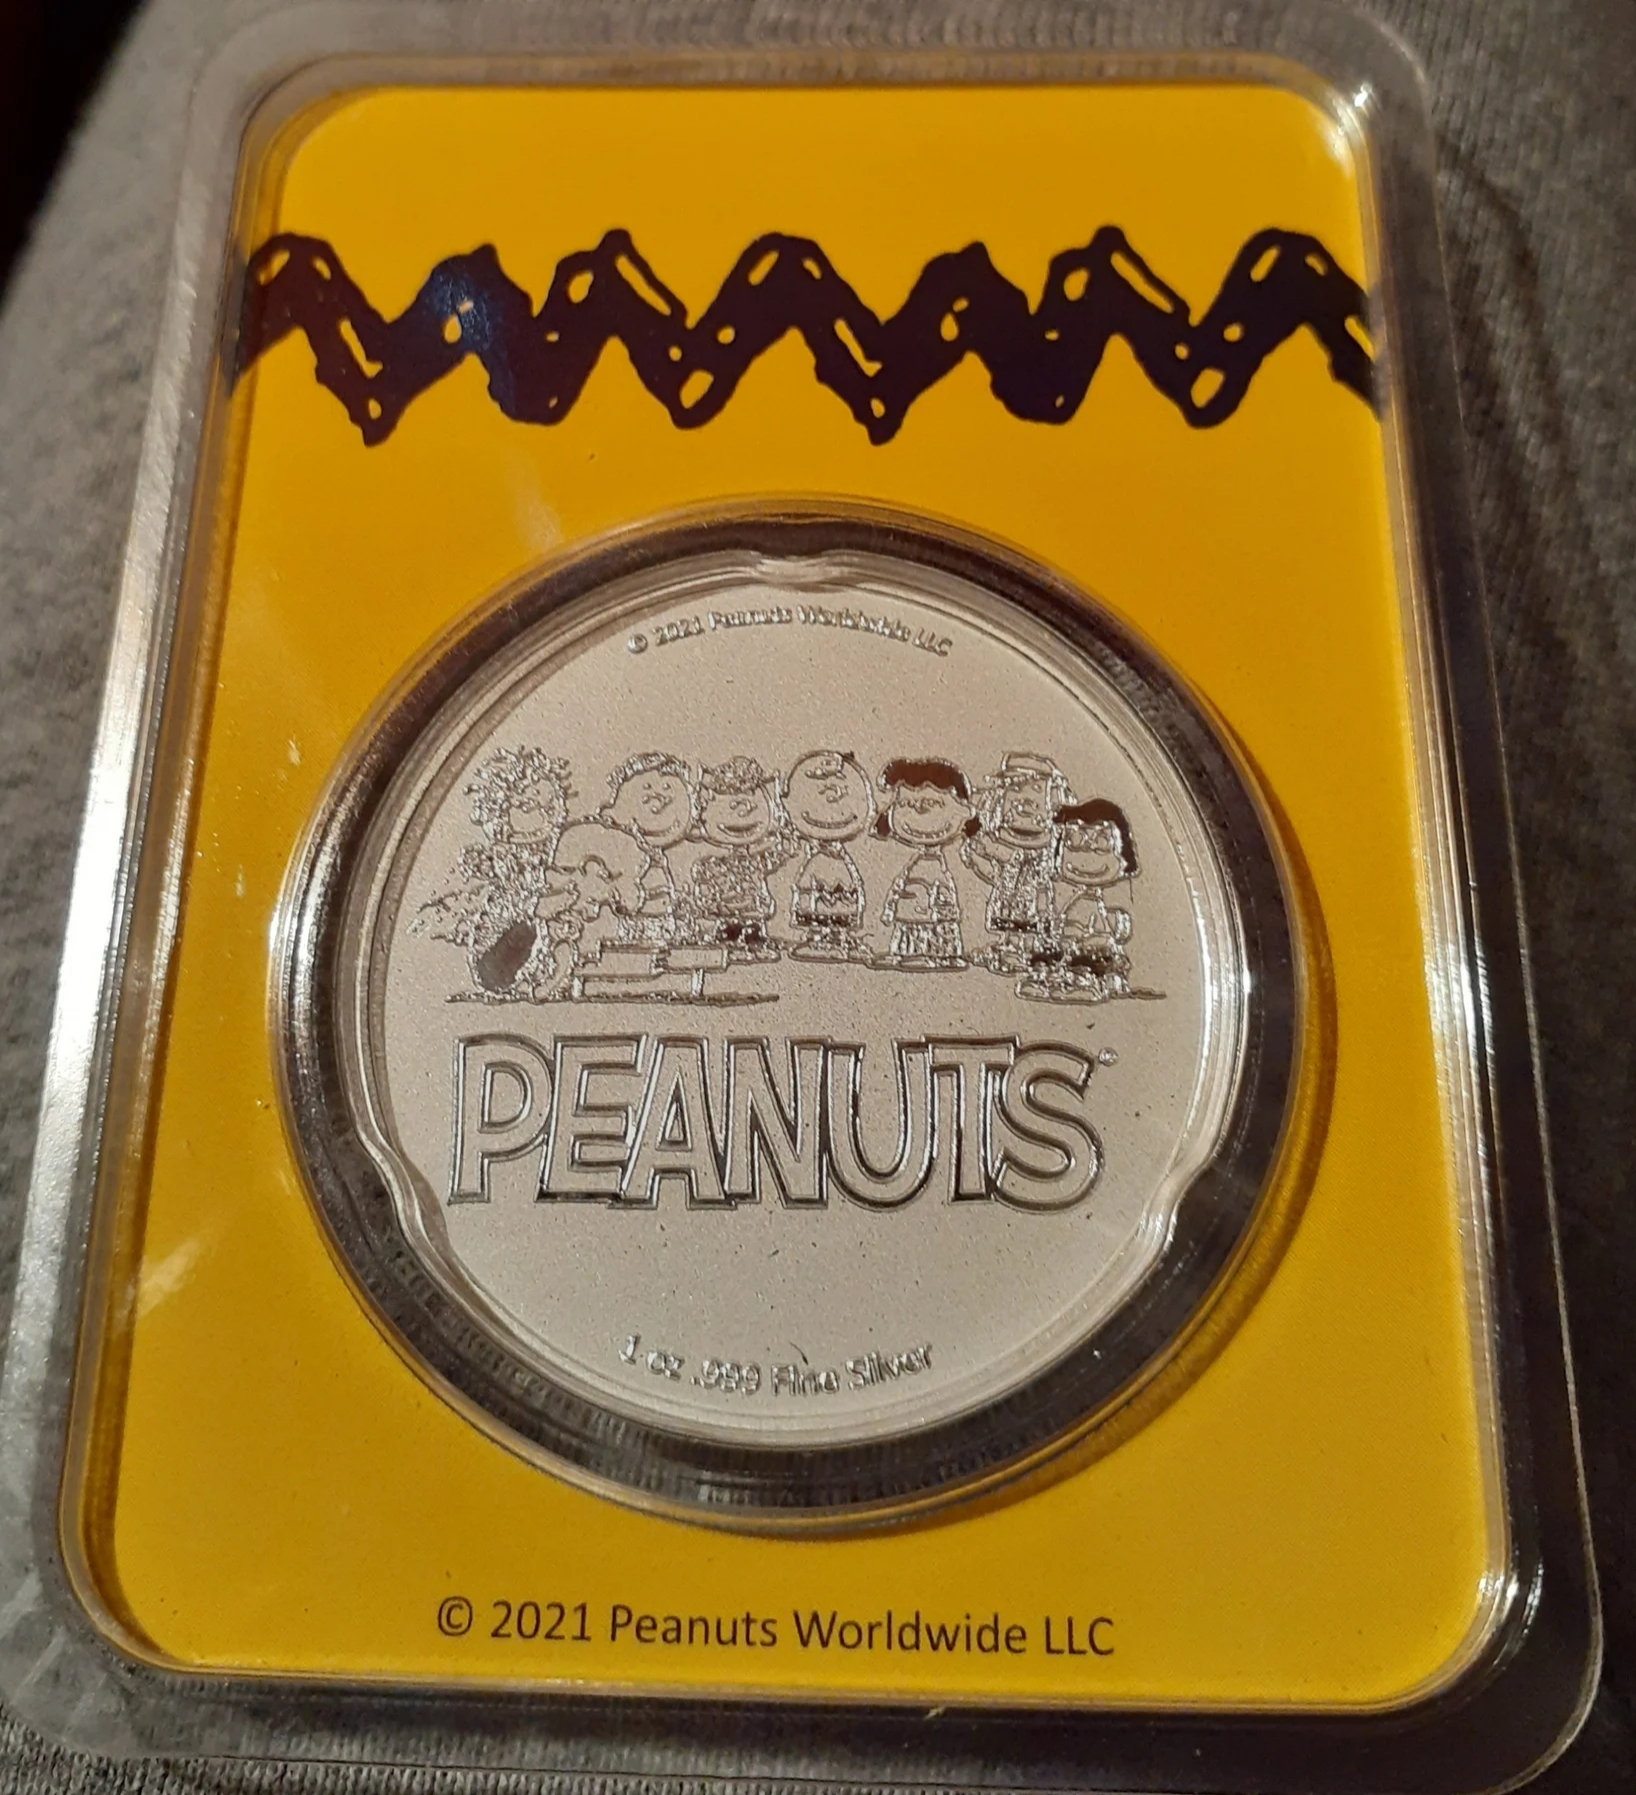 © 2021 Peanuts Worldwide LLC
PEANUTS®
1 oz .999 Fine Silver
© 2021 Peanuts Worldwide LLC